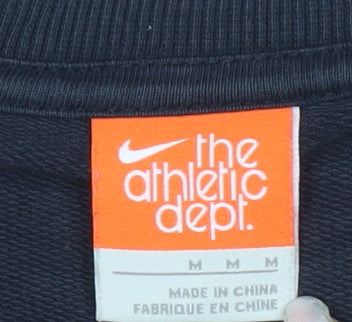 the
athletic
dept.
M M M
MADE IN CHINA
FABRIQUE EN CHINE